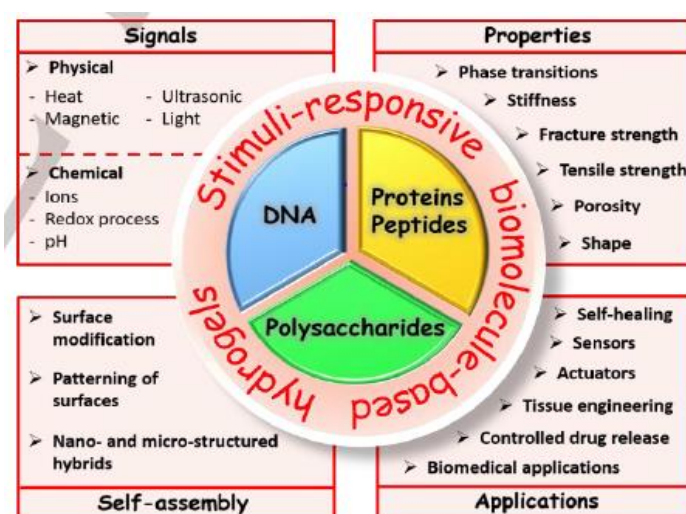 Signals
➢ Physical
- Heat - Ultrasonic
- Magnetic - Light
➢ Chemical
- Ions
- Redox process
- pH
Properties
➢ Phase transitions
➢ Stiffness
➢ Fracture strength
➢ Tensile strength
➢ Porosity
➢ Shape
Stimuli-responsive biomolecule-based hydrogels
DNA
Proteins
Peptides
Polysaccharides
➢ Surface
modification
➢ Patterning of
surfaces
➢ Nano- and micro-structured
hybrids
Self-assembly
➢ Self-healing
➢ Sensors
➢ Actuators
➢ Tissue engineering
➢ Controlled drug release
➢ Biomedical applications
Applications